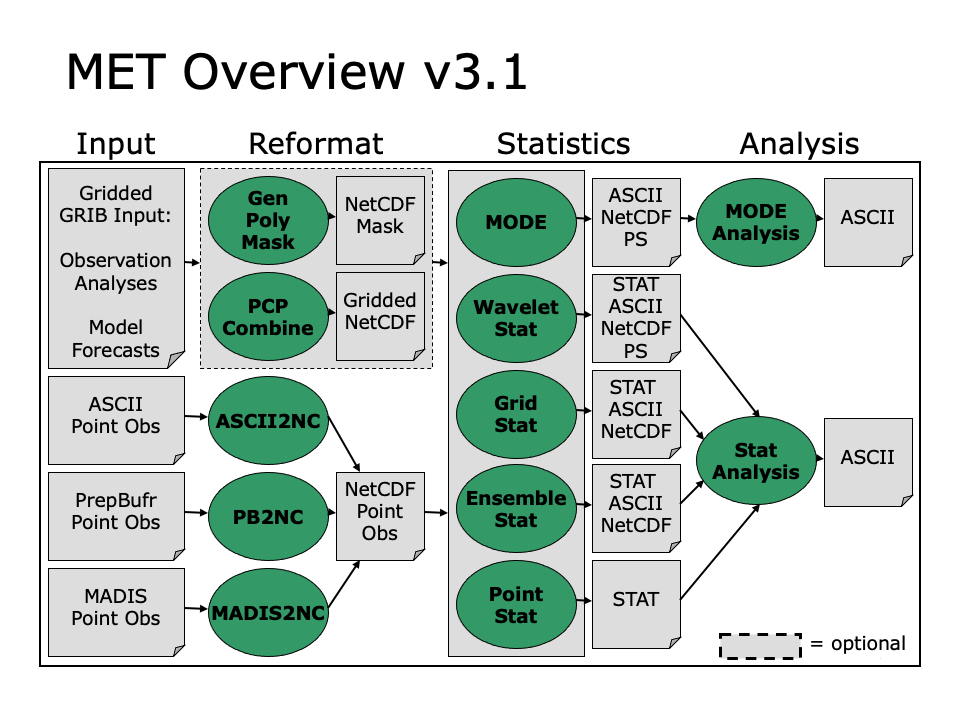 MET Overview v3.1
Input
Reformat
Statistics
Analysis
Gridded
GRIB Input:
Observation
Analyses
Model
Forecasts
Gen
Poly
Mask
NetCDF
Mask
PCP
Combine
Gridded
NetCDF
MODE
ASCII
NetCDF
PS
MODE
Analysis
ASCII
Wavelet
Stat
STAT
ASCII
NetCDF
PS
ASCII
Point Obs
ASCII2NC
Grid
Stat
STAT
ASCII
NetCDF
Stat
Analysis
ASCII
PrepBufr
Point Obs
PB2NC
NetCDF
Point
Obs
Ensemble
Stat
STAT
ASCII
NetCDF
MADIS
Point Obs
MADIS2NC
Point
Stat
STAT
= optional